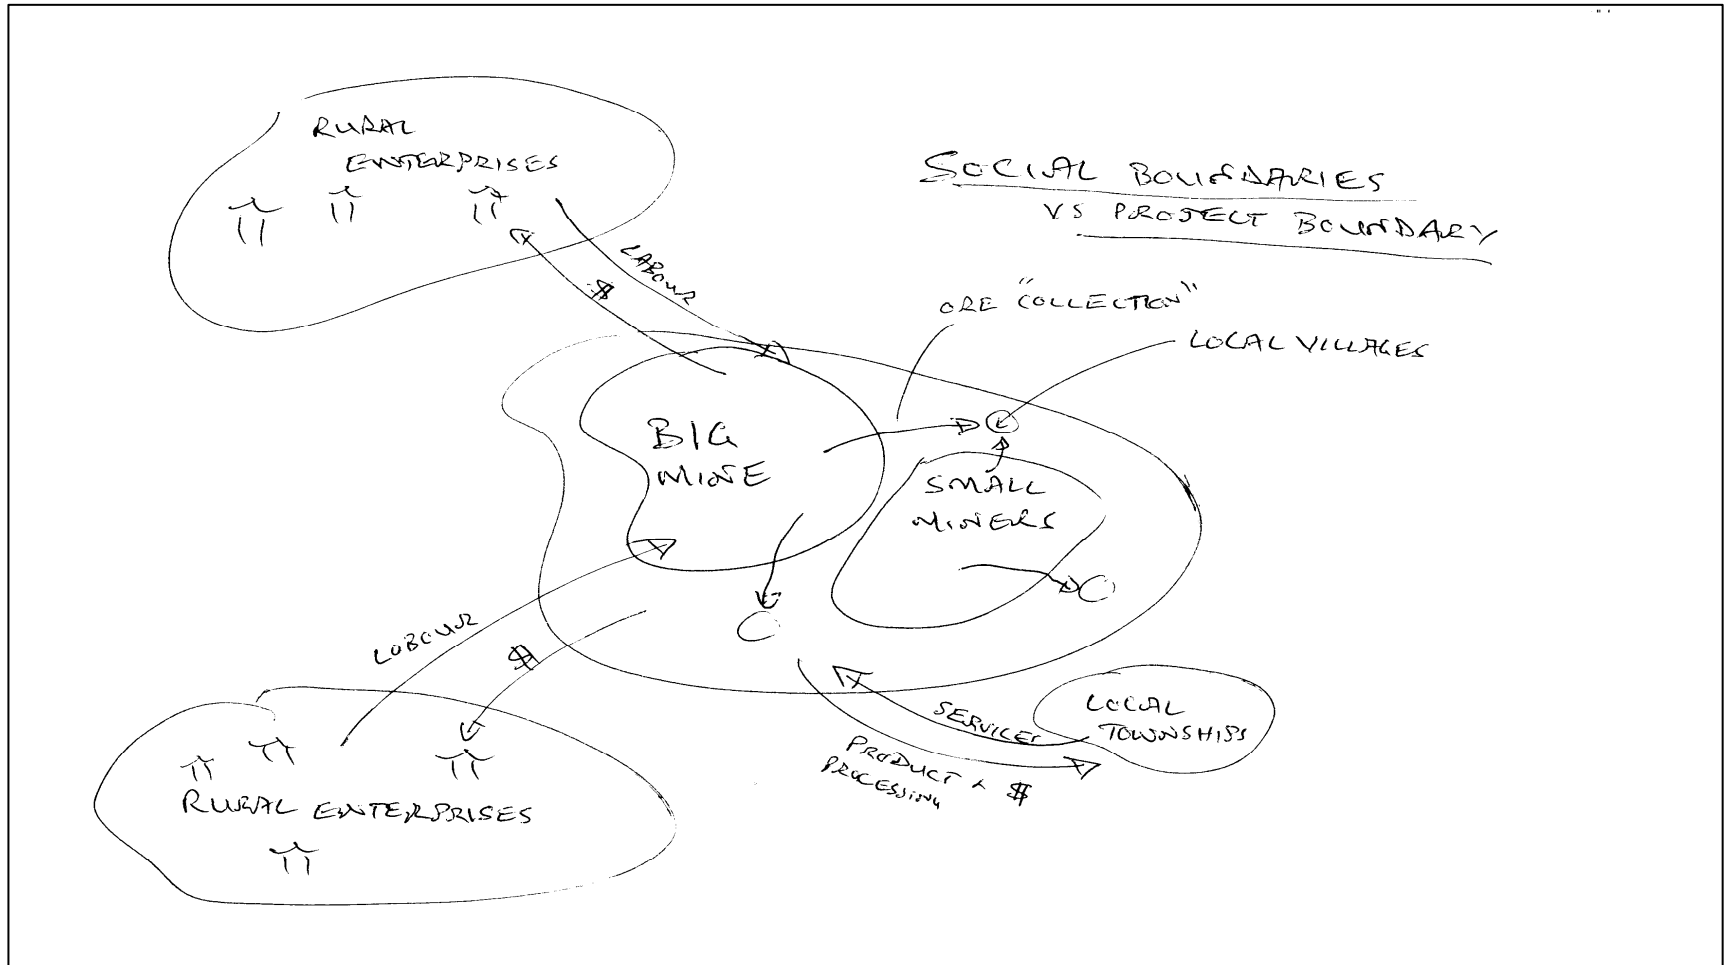 RURAL
ENTERPRISES
SOCIAL BOUNDARIES
VS PROJECT BOUNDARY
LABOUR
$
ORE "COLLECTION"
LOCAL VILLAGES
BIG
MINE
SMALL
MINERS
LOBOUR
$
SERVICES
LOCAL
TOWNSHIPS
PRODUCT + $
PROCESSING
RURAL ENTERPRISES